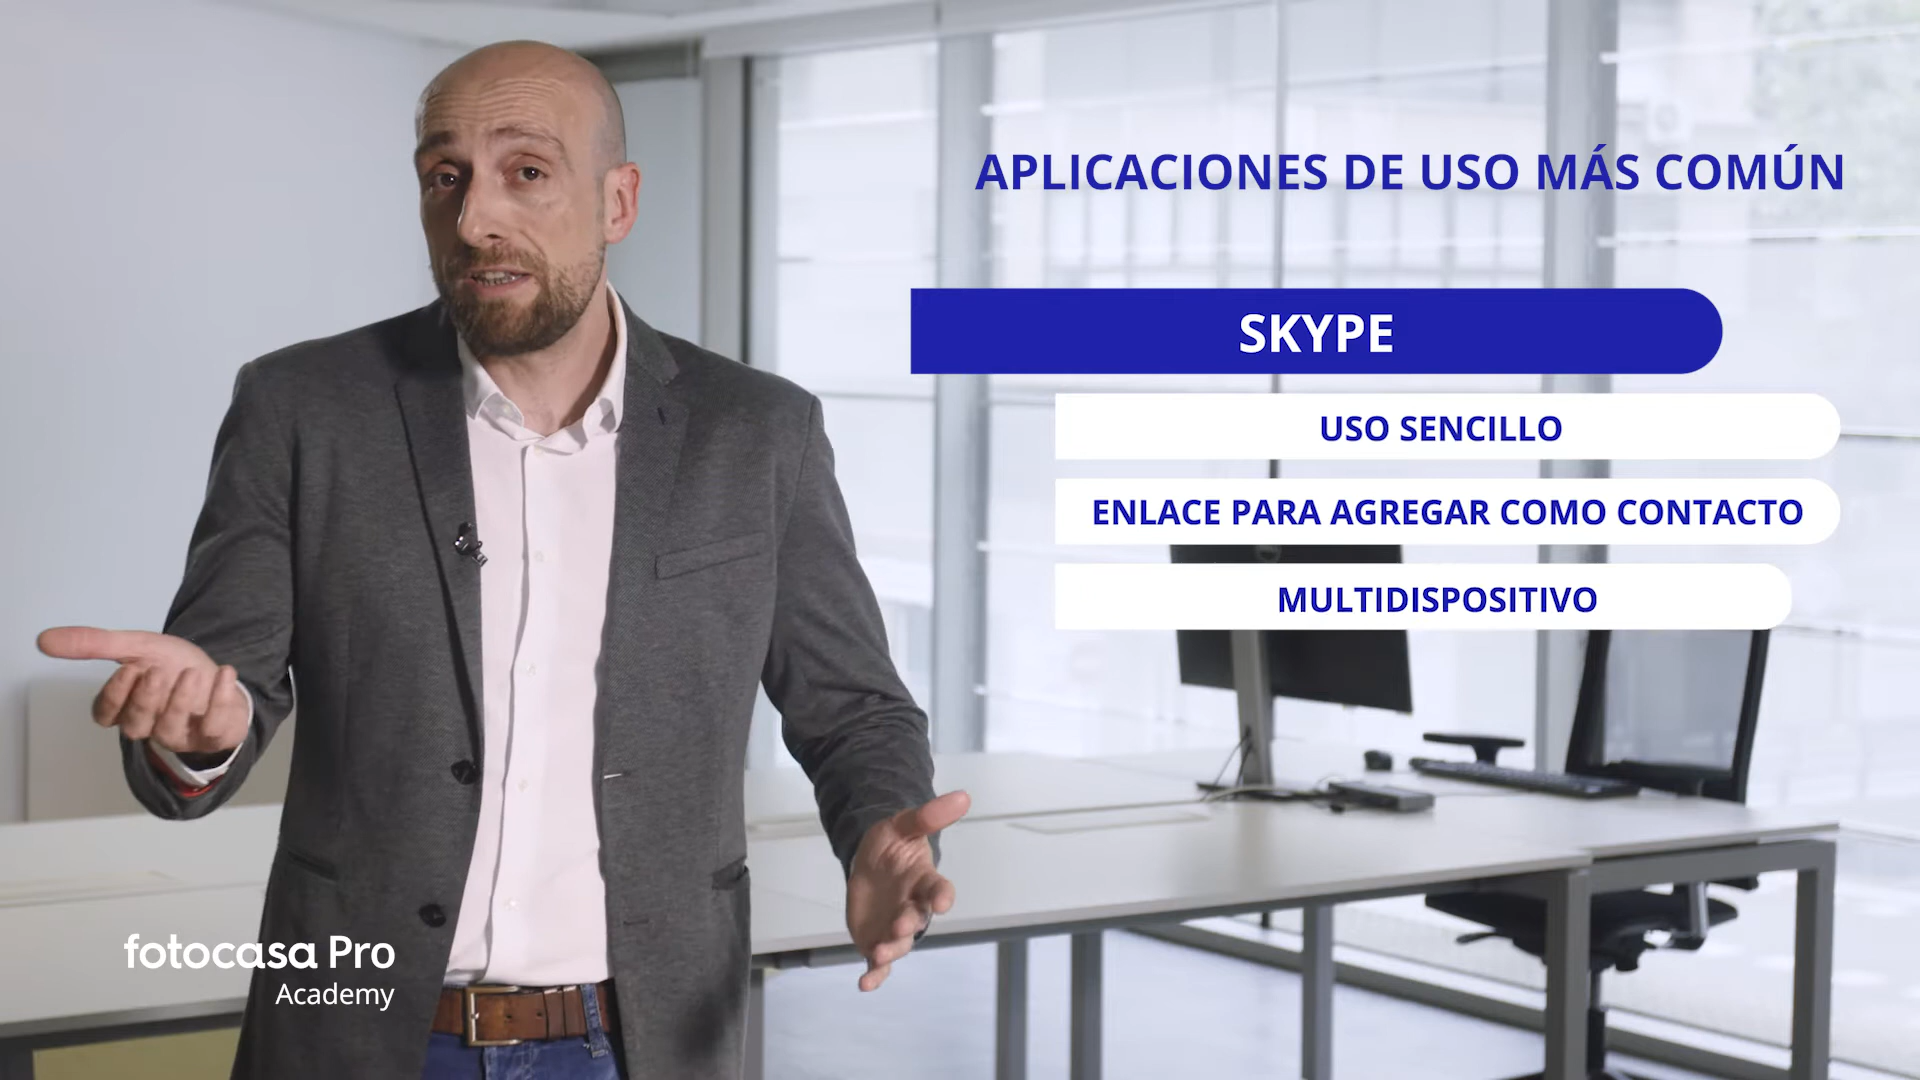 APLICACIONES DE USO MÁS COMÚN
SKYPE
USO SENCILLO
ENLACE PARA AGREGAR COMO CONTACTO
MULTIDISPOSITIVO
fotocasa Pro
Academy